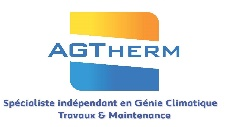 AGTHERM
Spécialiste indépendant en Génie Climatique
Travaux & Maintenance